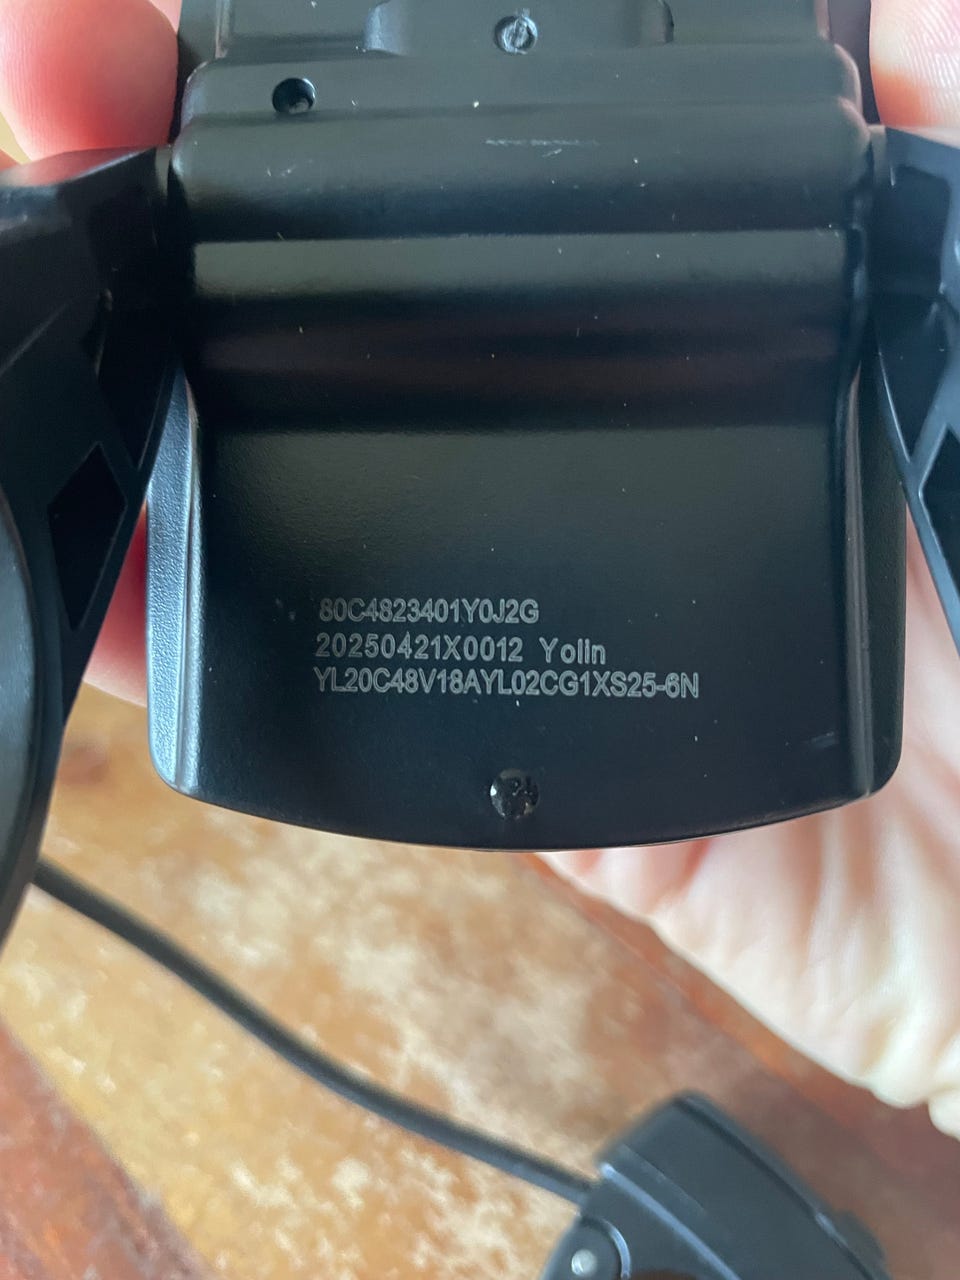 80C4823401Y0J2G
20250421X0012 Yolin
YL20C48V18AYL02CG1XS25-6N